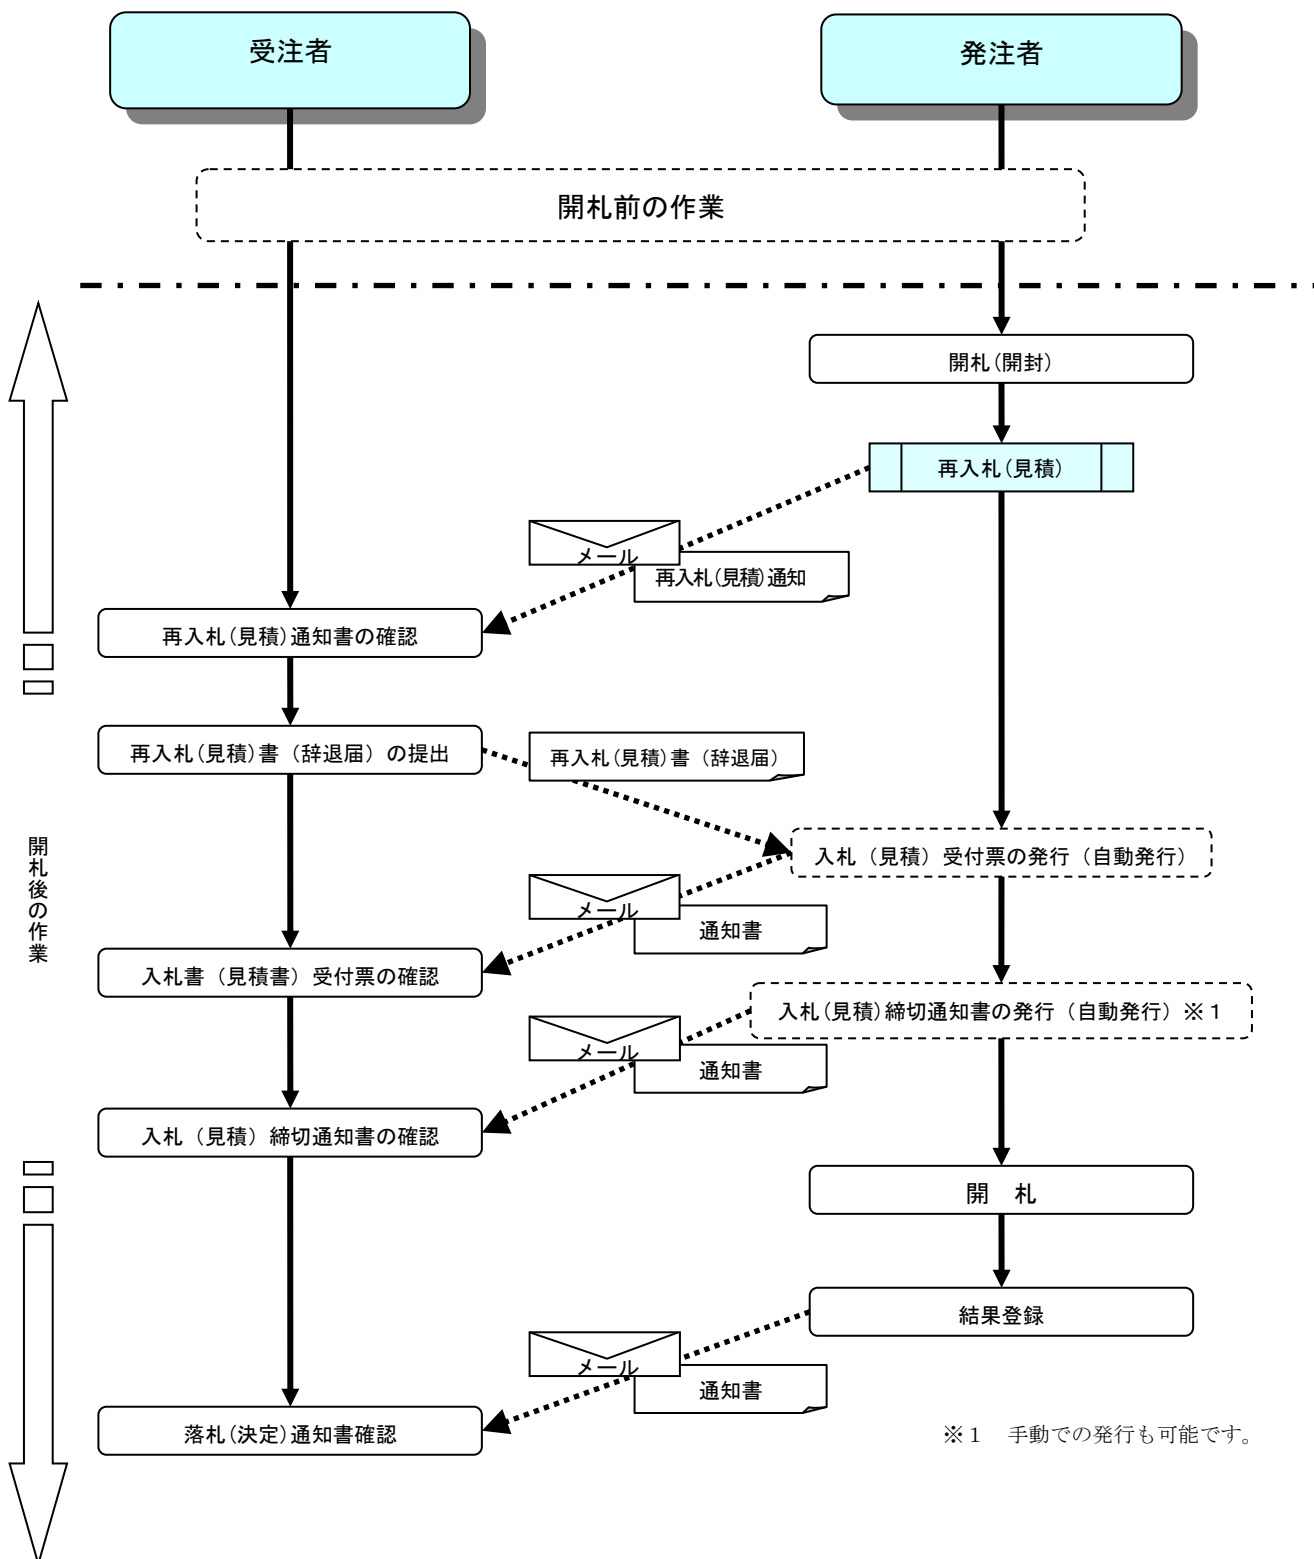 受注者
発注者
開札前の作業
開札(開封)
再入札(見積)
メール
再入札(見積)通知
再入札(見積)通知書の確認
再入札(見積)書（辞退届）の提出
再入札(見積)書（辞退届）
入札（見積）受付票の発行（自動発行）
開札後の作業
メール
通知書
入札書（見積書）受付票の確認
入札(見積)締切通知書の発行（自動発行）※１
メール
通知書
入札（見積）締切通知書の確認
開　札
結果登録
メール
通知書
落札(決定)通知書確認
※１　手動での発行も可能です。